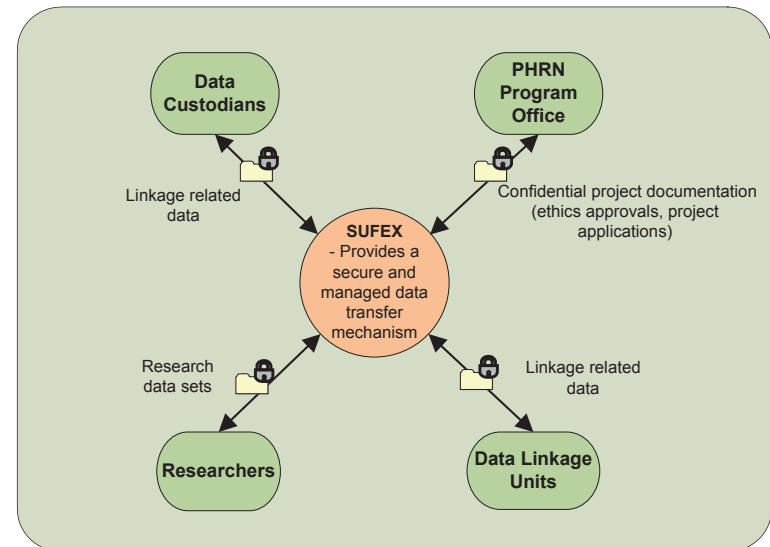 Data
Custodians
PHRN
Program
Office
Linkage related
data
Confidential project documentation
(ethics approvals, project
applications)
SUFEX
- Provides a
secure and
managed data
transfer
mechanism
Research
data sets
Linkage related
data
Researchers
Data Linkage
Units